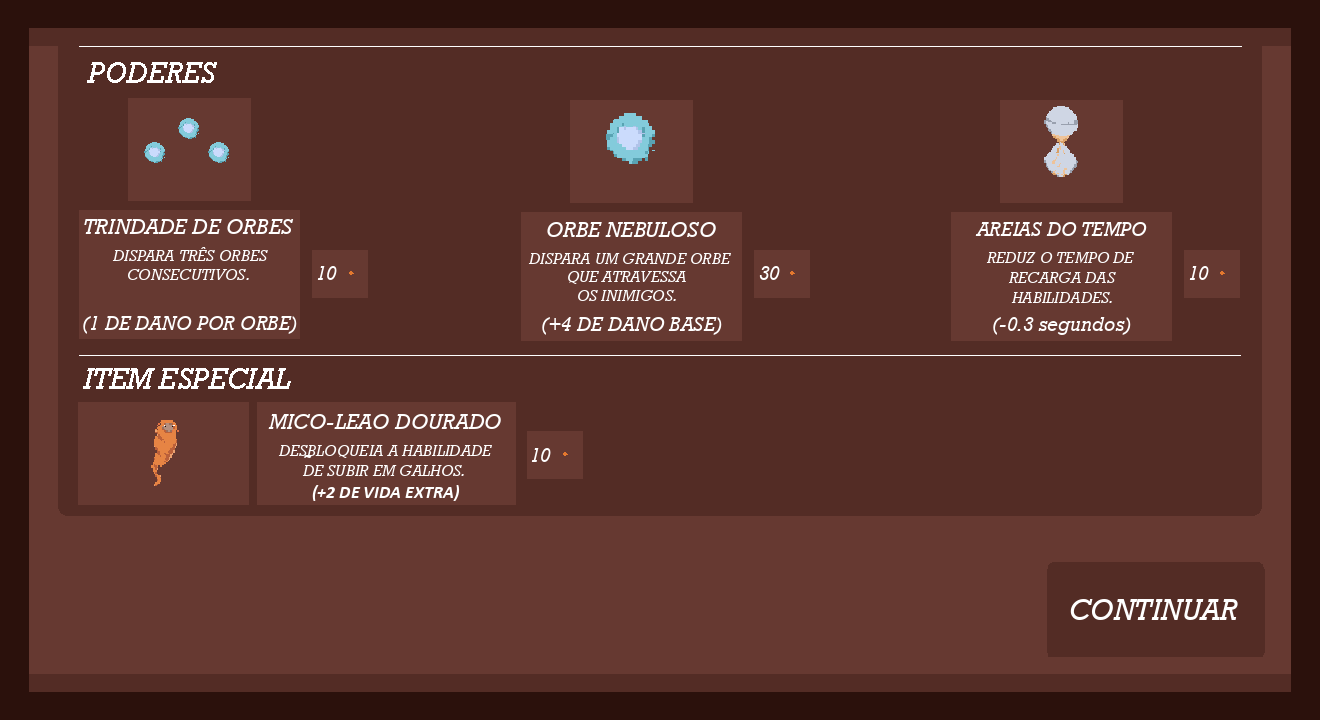 PODERES
TRINDADE DE ORBES
DISPARA TRÊS ORBES
CONSECUTIVOS.
(1 DE DANO POR ORBE)
10
ORBE NEBULOSO
DISPARA UM GRANDE ORBE
QUE ATRAVESSA
OS INIMIGOS.
(+4 DE DANO BASE)
30
AREIAS DO TEMPO
REDUZ O TEMPO DE
RECARGA DAS
HABILIDADES.
(-0.3 segundos)
10
ITEM ESPECIAL
MICO-LEAO DOURADO
DESBLOQUEIA A HABILIDADE
DE SUBIR EM GALHOS.
(+2 DE VIDA EXTRA)
10
CONTINUAR